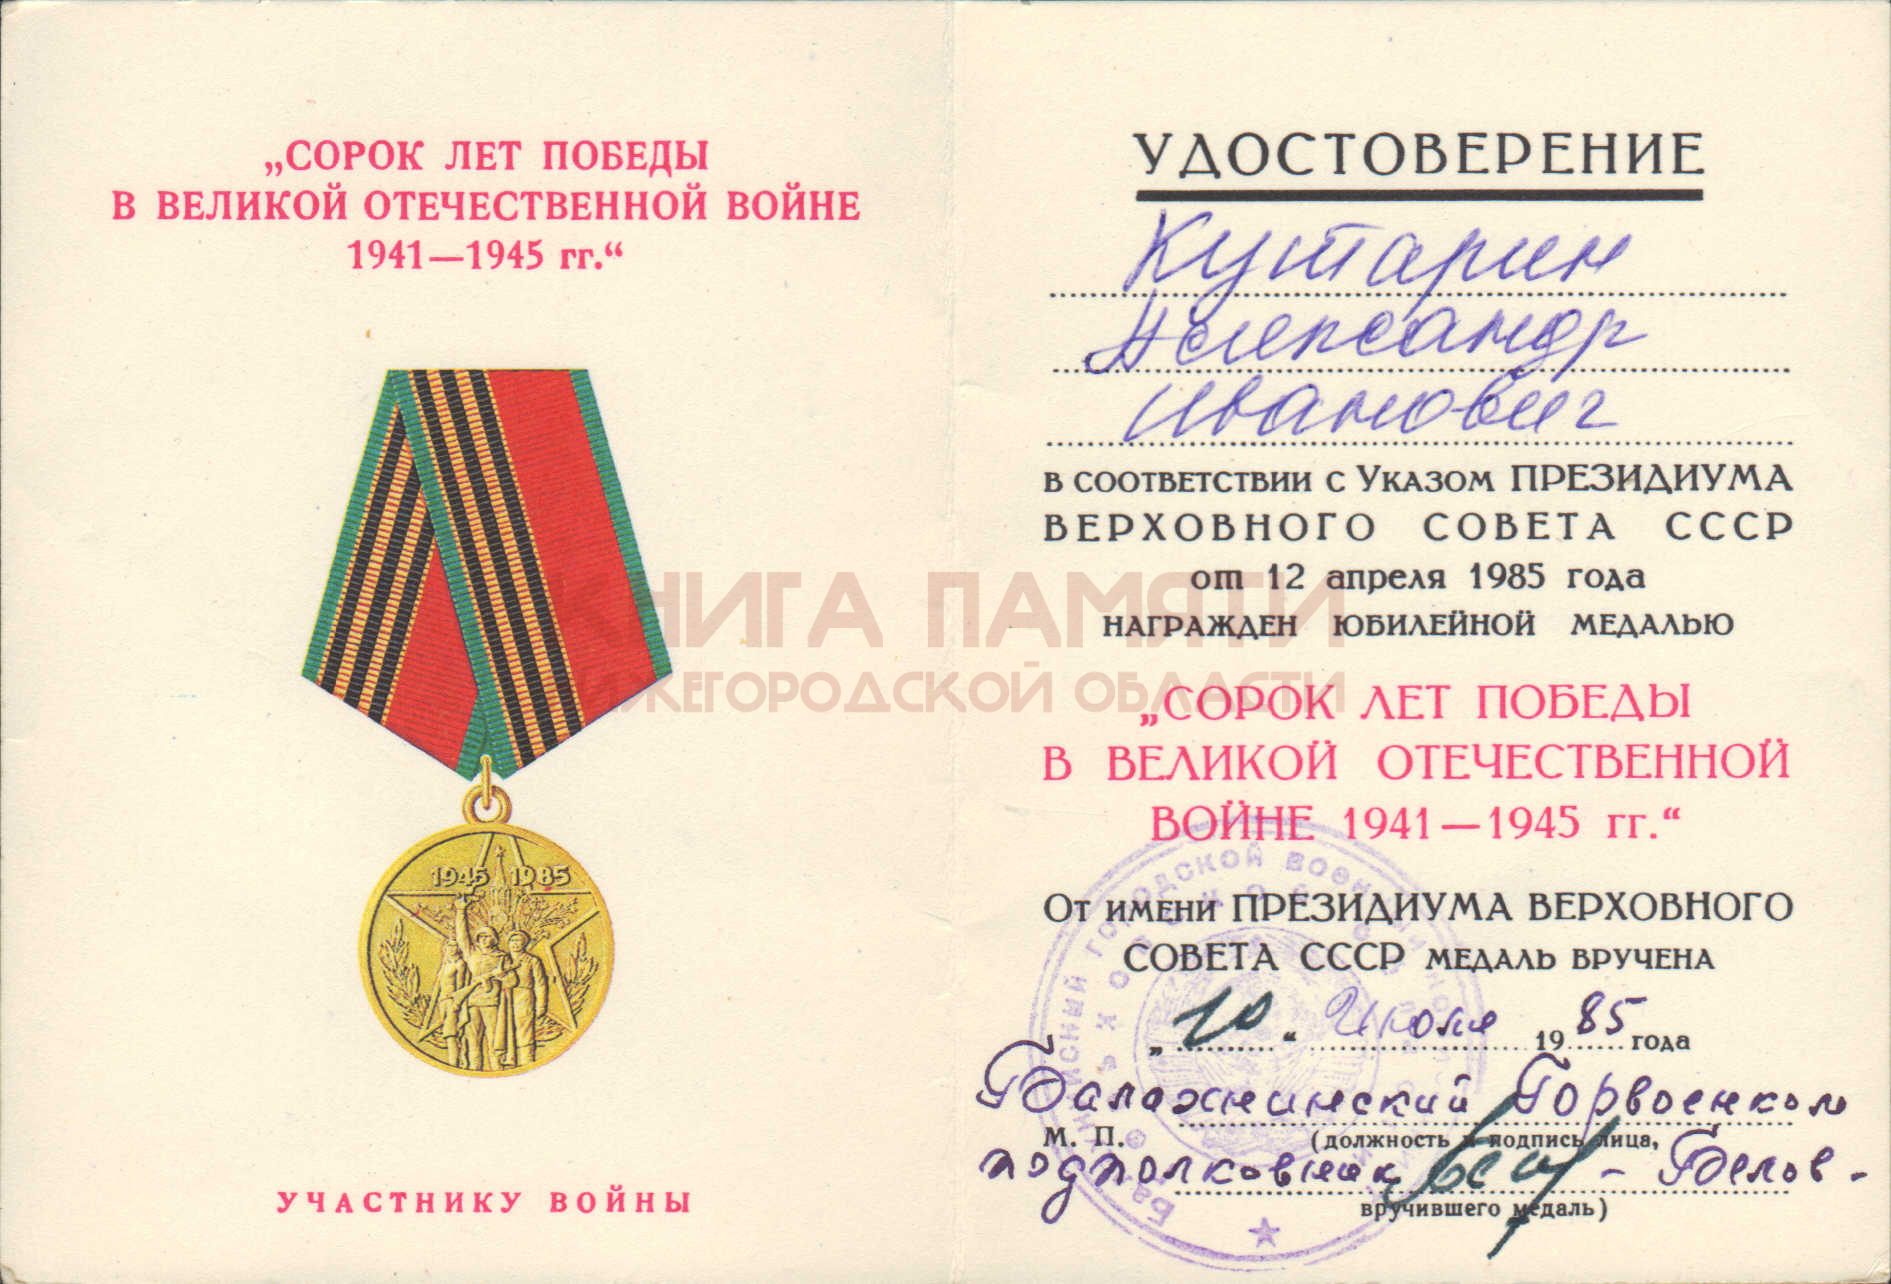 „СОРОК ЛЕТ ПОБЕДЫ
В ВЕЛИКОЙ ОТЕЧЕСТВЕННОЙ ВОЙНЕ
1941—1945 гг.“
1945 1985
УЧАСТНИКУ ВОЙНЫ
УДОСТОВЕРЕНИЕ
Кутарин
Александр
Иванович
В СООТВЕТСТВИИ С УКАЗОМ ПРЕЗИДИУМА
ВЕРХОВНОГО СОВЕТА СССР
от 12 апреля 1985 года
НАГРАЖДЕН ЮБИЛЕЙНОЙ МЕДАЛЬЮ
„СОРОК ЛЕТ ПОБЕДЫ
В ВЕЛИКОЙ ОТЕЧЕСТВЕННОЙ
ВОЙНЕ 1941—1945 гг.“
ОТ ИМЕНИ ПРЕЗИДИУМА ВЕРХОВНОГО
СОВЕТА СССР МЕДАЛЬ ВРУЧЕНА
„10“ Июля 1985 года
Балахнинский Горвоенком
М. П. (должность и подпись лица,
подполковник – Белов -
вручившего медаль)
КНИГА ПАМЯТИ
НИЖЕГОРОДСКОЙ ОБЛАСТИ
ГОРОДСКОЙ ВОЕННЫЙ